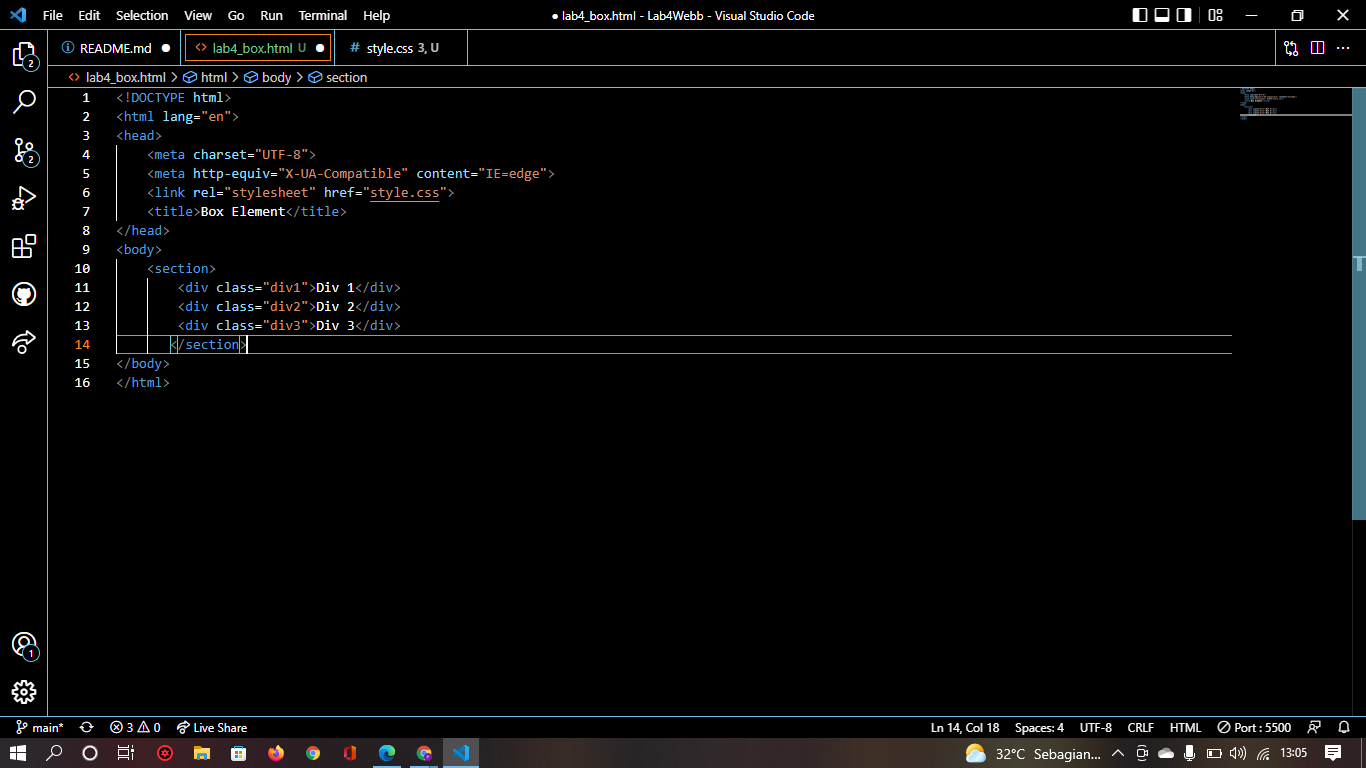 File Edit Selection View Go Run Terminal Help ● lab4_box.html - Lab4Webb - Visual Studio Code
README.md ● <> lab4_box.html U ● # style.css 3, U
<> lab4_box.html > html > body > section
1 <!DOCTYPE html>
2 <html lang="en">
3 <head>
4 <meta charset="UTF-8">
5 <meta http-equiv="X-UA-Compatible" content="IE=edge">
6 <link rel="stylesheet" href="style.css">
7 <title>Box Element</title>
8 </head>
9 <body>
10 <section>
11 <div class="div1">Div 1</div>
12 <div class="div2">Div 2</div>
13 <div class="div3">Div 3</div>
14 </section>
15 </body>
16 </html>
2
2
1
main* 3 0 Live Share Ln 14, Col 18 Spaces: 4 UTF-8 CRLF HTML Port : 5500
32°C Sebagian... 13:05